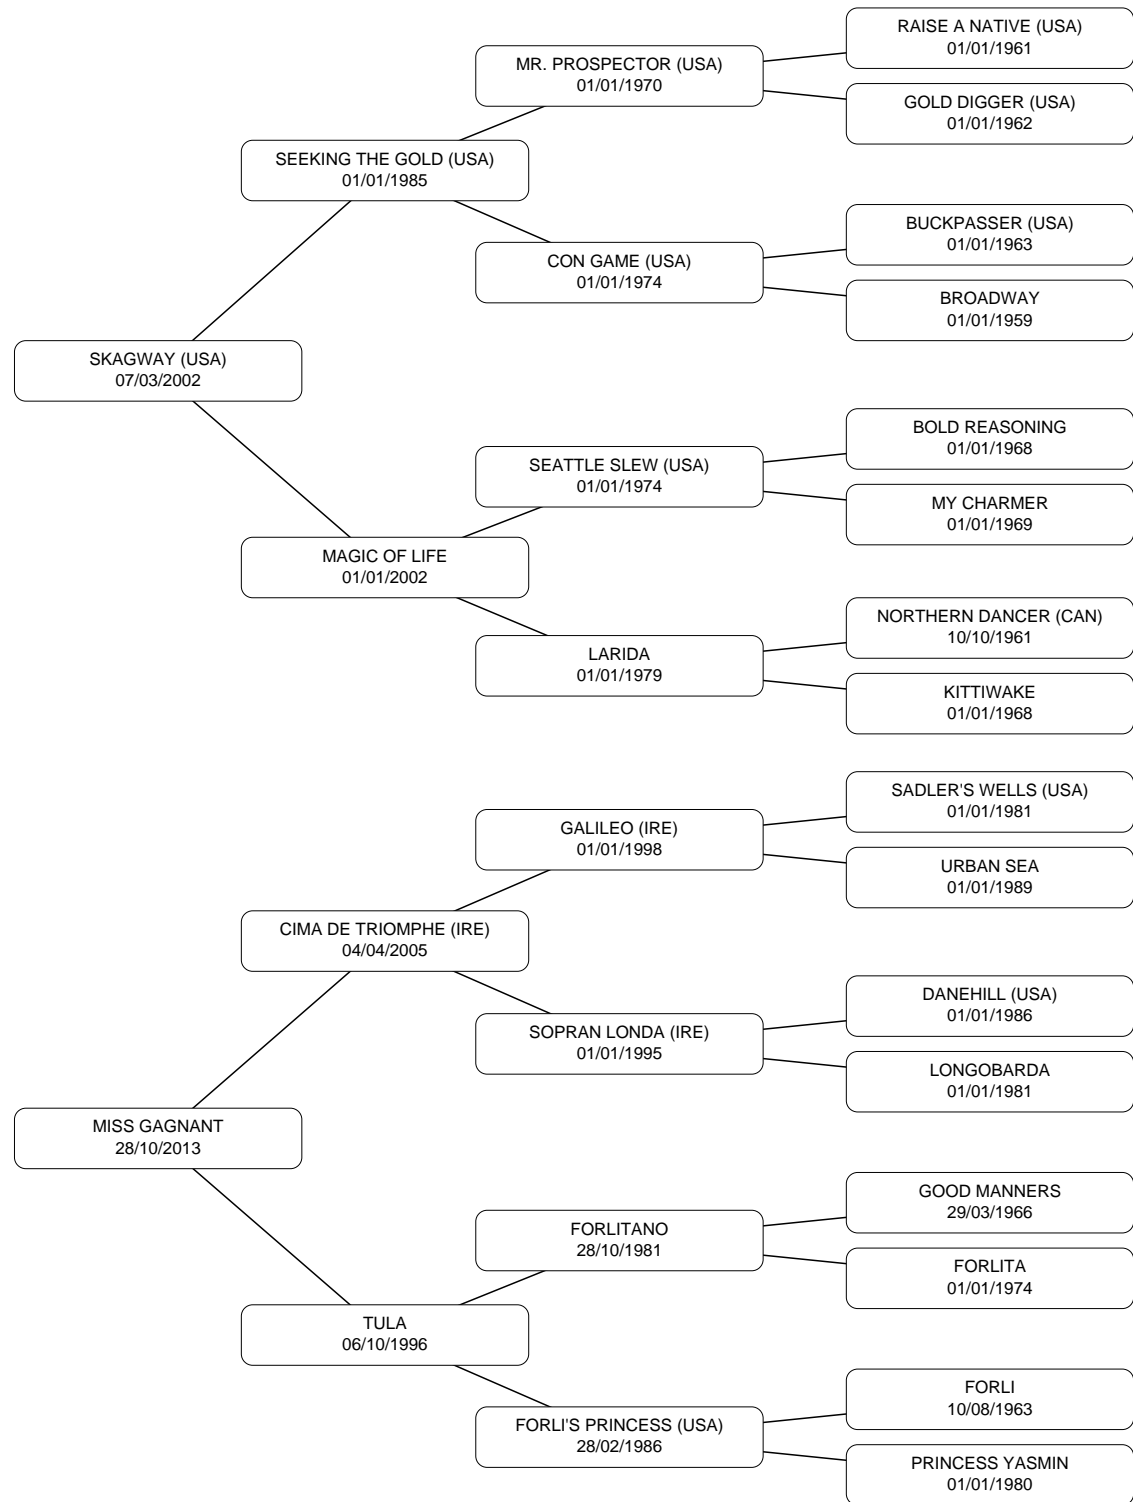 RAISE A NATIVE (USA)
01/01/1961
MR. PROSPECTOR (USA)
01/01/1970
GOLD DIGGER (USA)
01/01/1962
SEEKING THE GOLD (USA)
01/01/1985
BUCKPASSER (USA)
01/01/1963
CON GAME (USA)
01/01/1974
BROADWAY
01/01/1959
SKAGWAY (USA)
07/03/2002
BOLD REASONING
01/01/1968
SEATTLE SLEW (USA)
01/01/1974
MY CHARMER
01/01/1969
MAGIC OF LIFE
01/01/2002
NORTHERN DANCER (CAN)
10/10/1961
LARIDA
01/01/1979
KITTIWAKE
01/01/1968
SADLER'S WELLS (USA)
01/01/1981
GALILEO (IRE)
01/01/1998
URBAN SEA
01/01/1989
CIMA DE TRIOMPHE (IRE)
04/04/2005
DANEHILL (USA)
01/01/1986
SOPRAN LONDA (IRE)
01/01/1995
LONGOBARDA
01/01/1981
MISS GAGNANT
28/10/2013
GOOD MANNERS
29/03/1966
FORLITANO
28/10/1981
FORLITA
01/01/1974
TULA
06/10/1996
FORLI
10/08/1963
FORLI'S PRINCESS (USA)
28/02/1986
PRINCESS YASMIN
01/01/1980